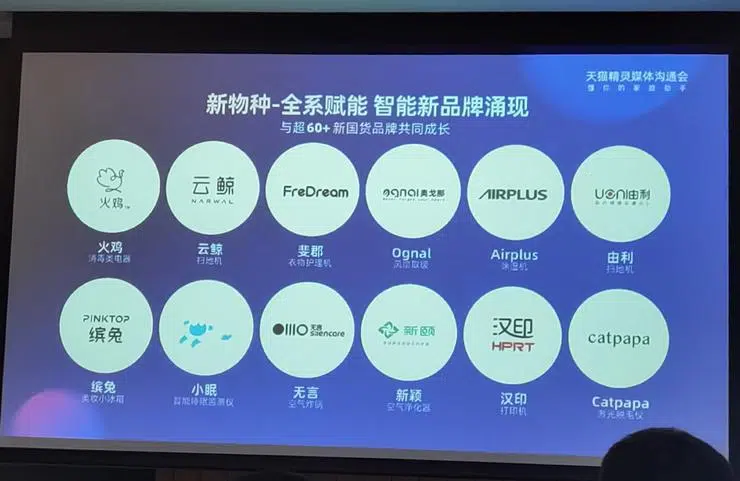 天猫精灵媒体沟通会
懂你的家庭助手
新物种-全系赋能 智能新品牌涌现
与超60+新国货品牌共同成长
火鸡
云鲸
NARWAL
FreDream
ognai奥戈那
AIRPLUS
UONI由利
火鸡
消毒类电器
云鲸
扫地机
斐郡
衣物护理机
Ognal
Airplus
除湿机
由利
扫地机
PINKTOP
缤兔
无言
saencore
新颐
汉印
HPRT
catpapa
缤兔
美妆小冰箱
小眠
智能睡眠监测仪
无言
空气炸锅
新颖
空气净化器
汉印
打印机
Catpapa
激光脱毛仪